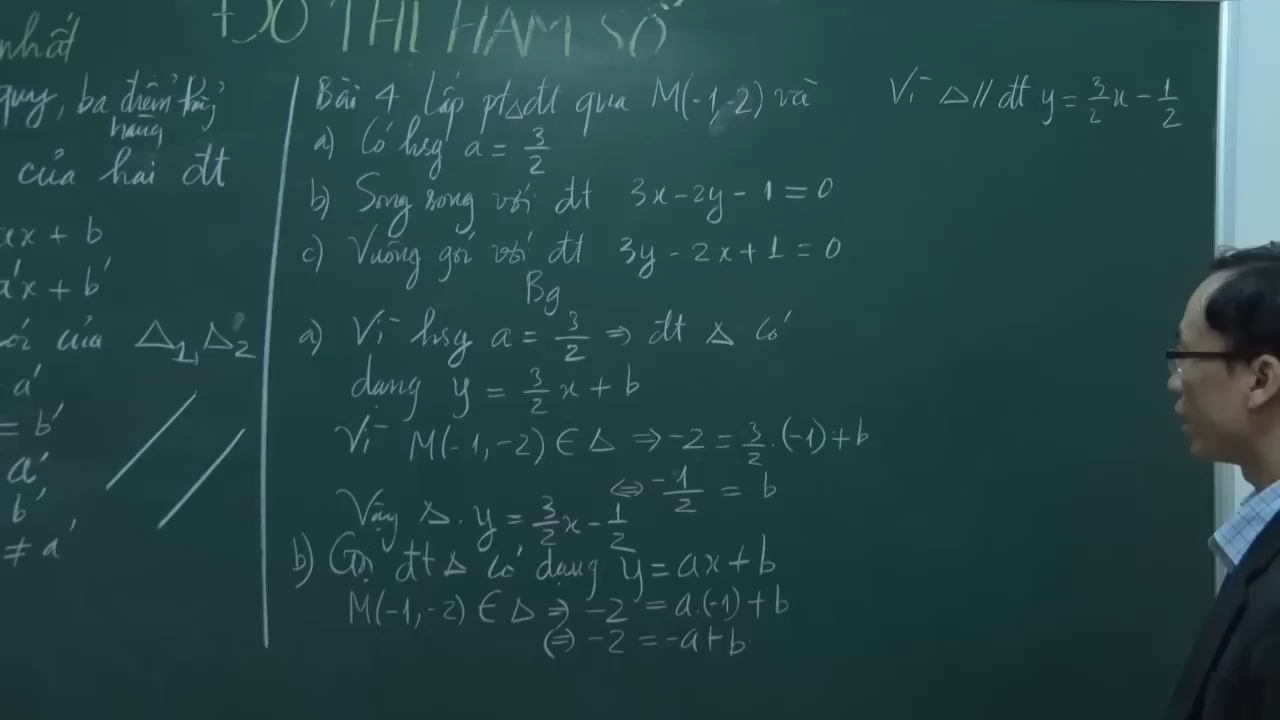 ĐỒ THỊ HÀM SỐ
nhất
quy, ba điểm thẳng
hàng
của hai đt
ax + b
a'x + b'
của Δ₁, Δ₂
a'
= b'
a'
b'
≠ a'
Bài 4 Lập ptΔđt qua M(-1,-2) và
a) Có hsg a = 3/2
b) Song song với đt 3x - 2y - 1 = 0
c) Vuông góc với đt 3y - 2x + 1 = 0
Bg
a) Vì hsg a = 3/2 ⇒ đt Δ có
dạng y = 3/2 x + b
Vì M(-1,-2) ∈ Δ ⇒ -2 = 3/2 . (-1) + b
⇔ -1/2 = b
Vậy Δ. y = 3/2 x - 1/2
b) Gọi đt Δ có dạng y = ax + b
M(-1,-2) ∈ Δ ⇒ -2 = a.(-1) + b
⇔ -2 = -a + b
Vì Δ // đt y = 3/2 x - 1/2